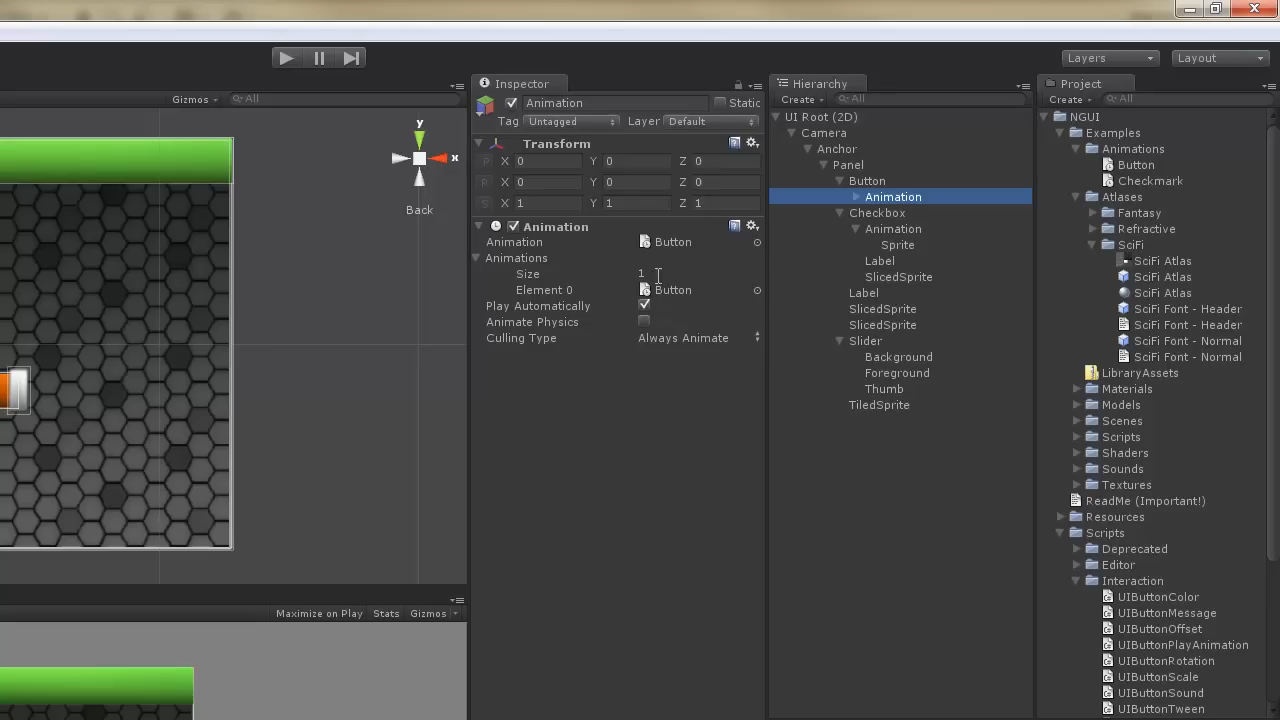 Layers
Layout
Gizmos
All
y
x
Back
Maximize on Play
Stats
Gizmos
Inspector
Animation
Static
Tag
Untagged
Layer
Default
Transform
P X 0 Y 0 Z 0
R X 0 Y 0 Z 0
S X 1 Y 1 Z 1
Animation
Animation Button
Animations
Size 1
Element 0 Button
Play Automatically
Animate Physics
Culling Type Always Animate
Hierarchy
Create All
UI Root (2D)
Camera
Anchor
Panel
Button
Animation
Checkbox
Animation
Sprite
Label
SlicedSprite
Label
SlicedSprite
SlicedSprite
Slider
Background
Foreground
Thumb
TiledSprite
Project
Create All
NGUI
Examples
Animations
Button
Checkmark
Atlases
Fantasy
Refractive
SciFi
SciFi Atlas
SciFi Atlas
SciFi Atlas
SciFi Font - Header
SciFi Font - Header
SciFi Font - Normal
SciFi Font - Normal
LibraryAssets
Materials
Models
Scenes
Scripts
Shaders
Sounds
Textures
ReadMe (Important!)
Resources
Scripts
Deprecated
Editor
Interaction
UIButtonColor
UIButtonMessage
UIButtonOffset
UIButtonPlayAnimation
UIButtonRotation
UIButtonScale
UIButtonSound
UIButtonTween